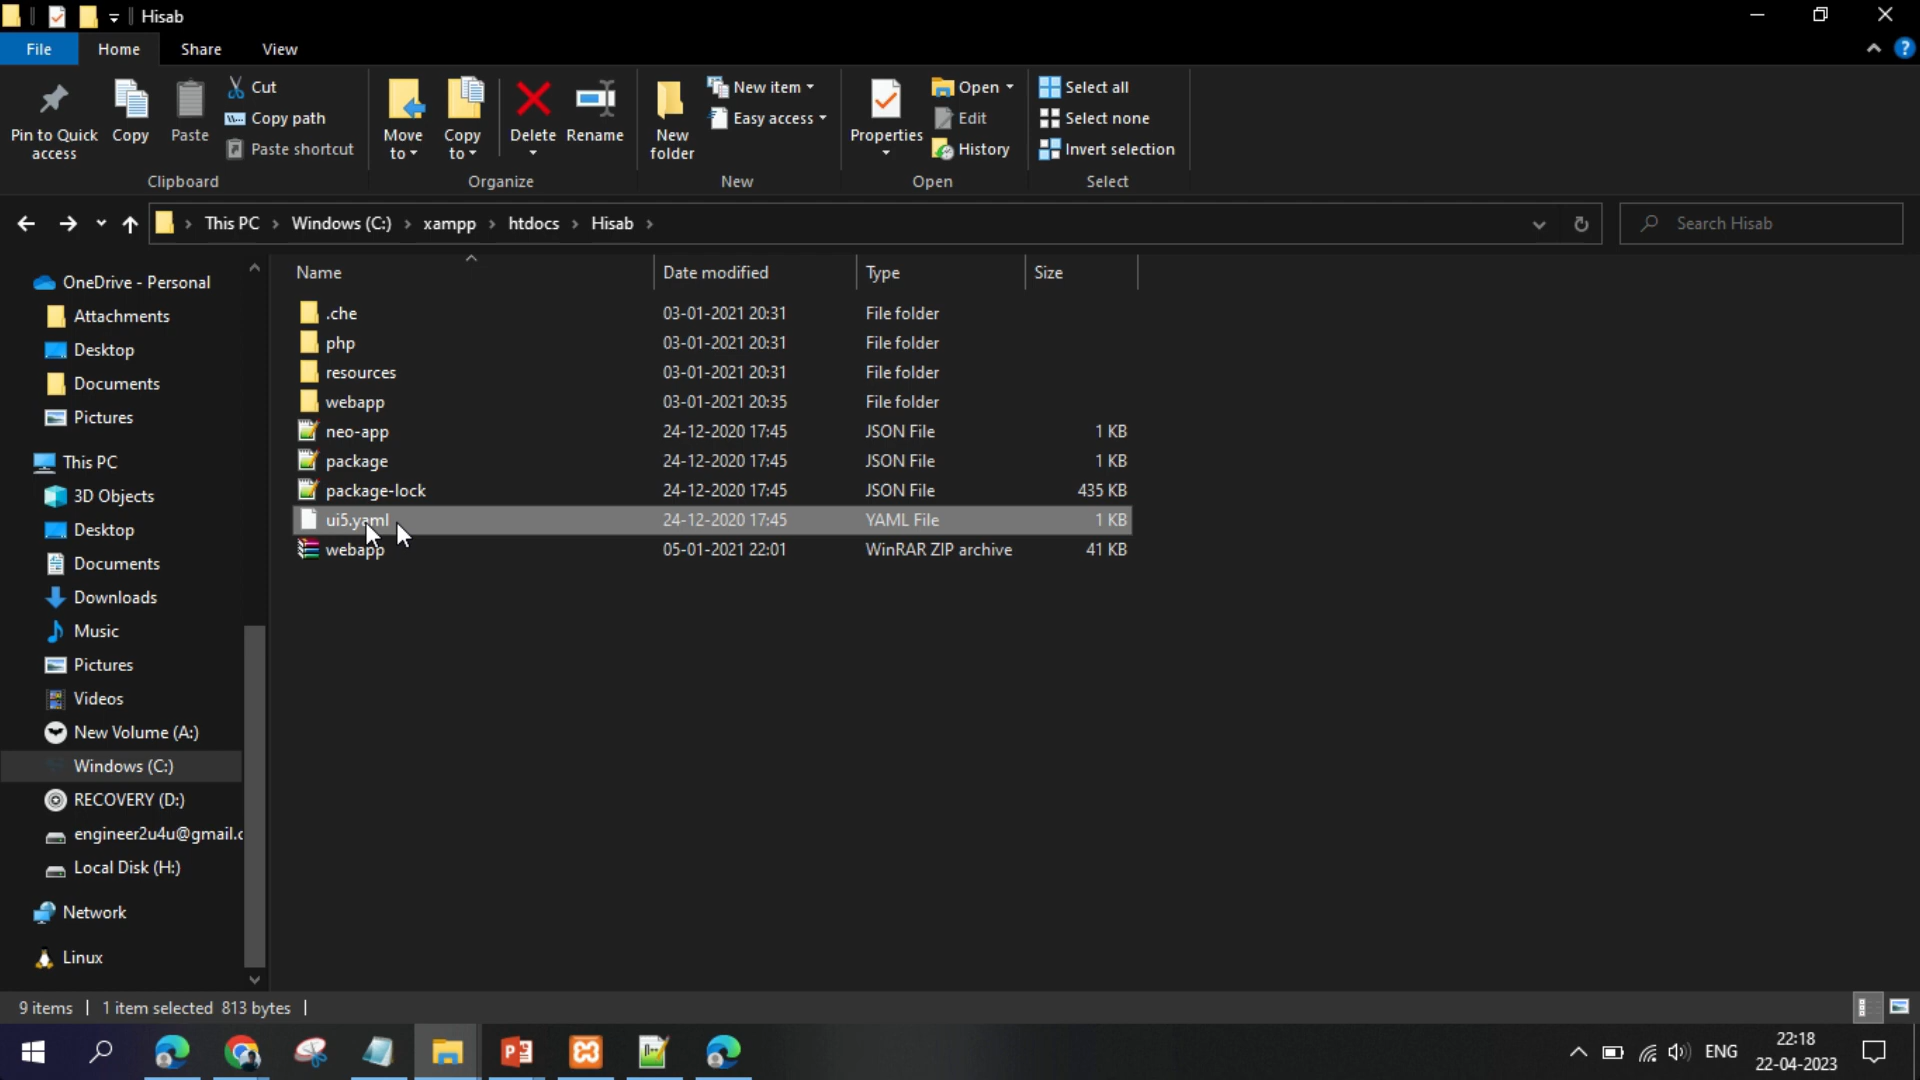 Hisab
File Home Share View
Pin to Quick access
Copy
Paste
Cut
Copy path
Paste shortcut
Clipboard
Move to
Copy to
Delete
Rename
Organize
New folder
New item
Easy access
New
Properties
Open
Edit
History
Open
Select all
Select none
Invert selection
Select
This PC Windows (C:) xampp htdocs Hisab
Search Hisab
OneDrive - Personal
Attachments
Desktop
Documents
Pictures
This PC
3D Objects
Desktop
Documents
Downloads
Music
Pictures
Videos
New Volume (A:)
Windows (C:)
RECOVERY (D:)
engineer2u4u@gmail.c
Local Disk (H:)
Network
Linux
Name Date modified Type Size
.che 03-01-2021 20:31 File folder
php 03-01-2021 20:31 File folder
resources 03-01-2021 20:31 File folder
webapp 03-01-2021 20:35 File folder
neo-app 24-12-2020 17:45 JSON File 1 KB
package 24-12-2020 17:45 JSON File 1 KB
package-lock 24-12-2020 17:45 JSON File 435 KB
ui5.yaml 24-12-2020 17:45 YAML File 1 KB
webapp 05-01-2021 22:01 WinRAR ZIP archive 41 KB
9 items 1 item selected 813 bytes
ENG
22:18
22-04-2023